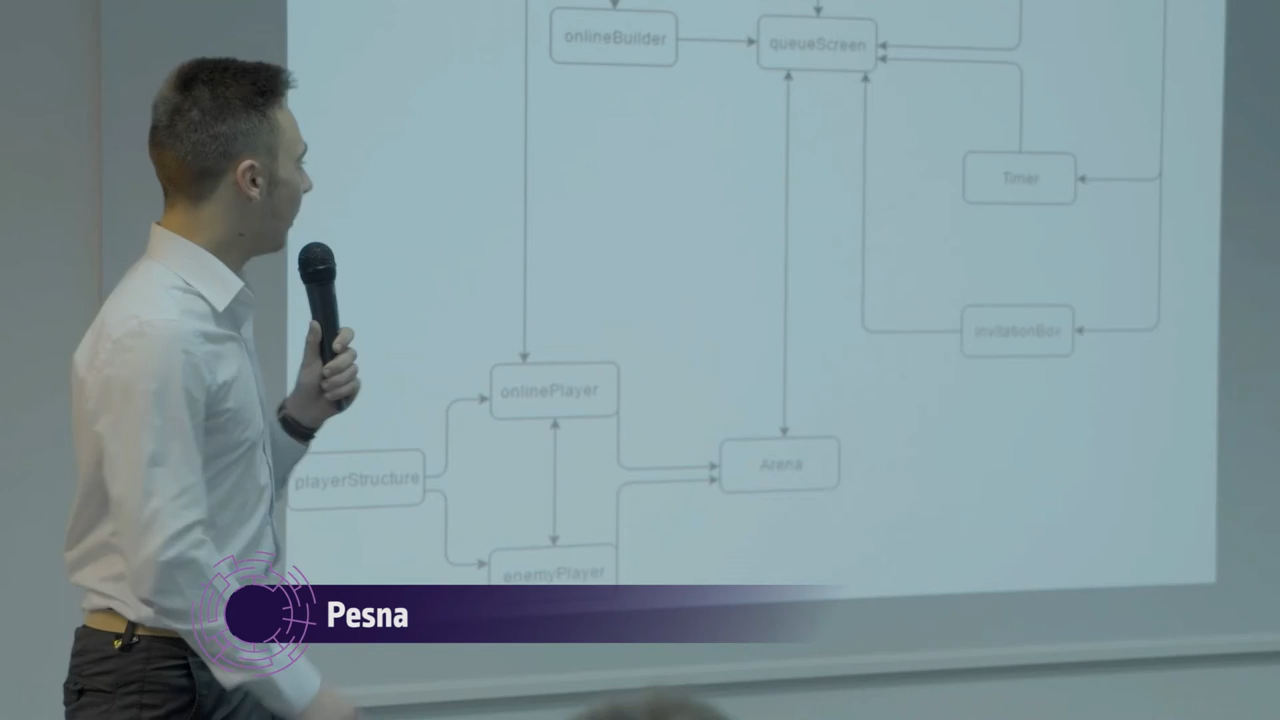 onlineBuilder
queueScreen
Timer
invitationBox
onlinePlayer
Arena
playerStructure
enemyPlayer
Pesna